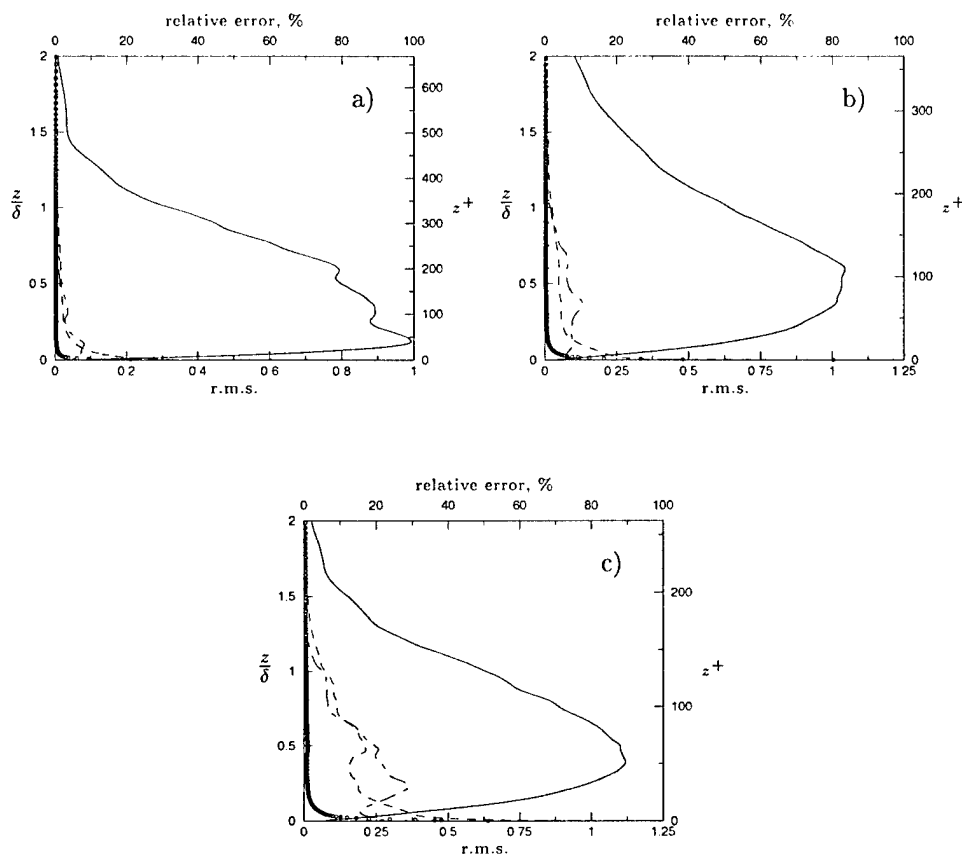 relative error, %
0 20 40 60 80 100
2
1.5
1
0.5
0
z/δ
a)
600
500
400
300
200
100
0
z+
0 0 2 0 4 0 6 0 8 1
r.m.s.
relative error, %
0 20 40 60 80 100
2
1.5
1
0.5
0
z/δ
b)
300
200
100
0
z+
0 0 25 0 5 0 75 1 1 25
r.m.s.
relative error, %
0 20 40 60 80 100
2
1.5
1
0.5
0
z/δ
c)
200
100
0
z+
0 0 25 0 5 0 75 1 1.25
r.m.s.